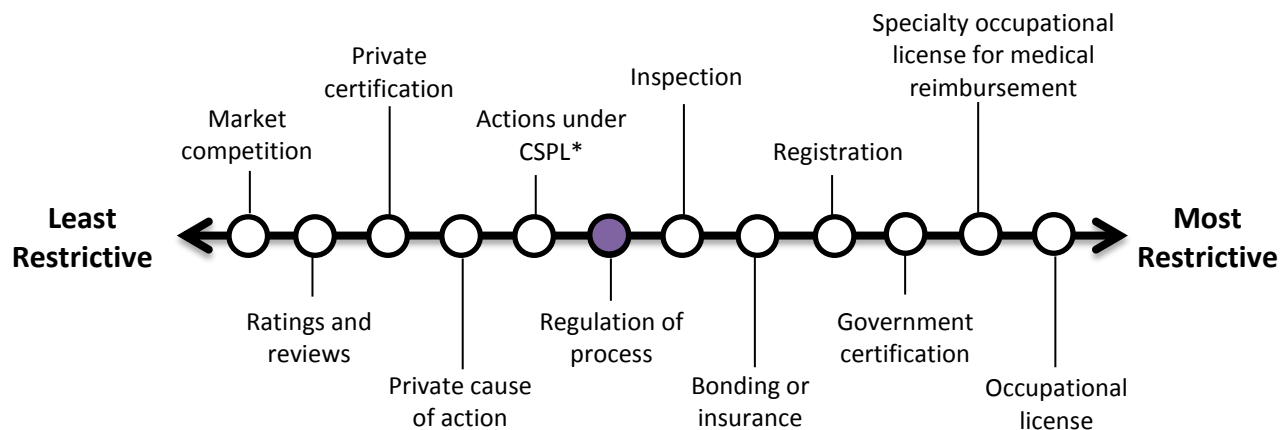 Specialty occupational
license for medical
reimbursement
Private
certification
Inspection
Market
competition
Actions under
CSPL*
Registration
Least
Restrictive
Most
Restrictive
Ratings and
reviews
Regulation of
process
Government
certification
Private cause
of action
Bonding or
insurance
Occupational
license